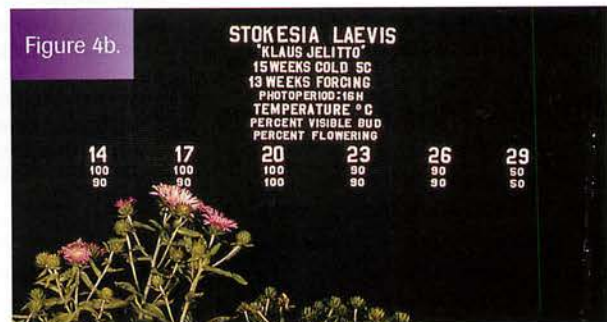 Figure 4b.
STOKESIA LAEVIS
"KLAUS JELITTO"
15 WEEKS COLD 5C
13 WEEKS FORCING
PHOTOPERIOD: 16 H
TEMPERATURE °C
PERCENT VISIBLE BUD
PERCENT FLOWERING
14 17 20 23 26 29
100 100 100 90 90 50
90 90 100 90 90 50